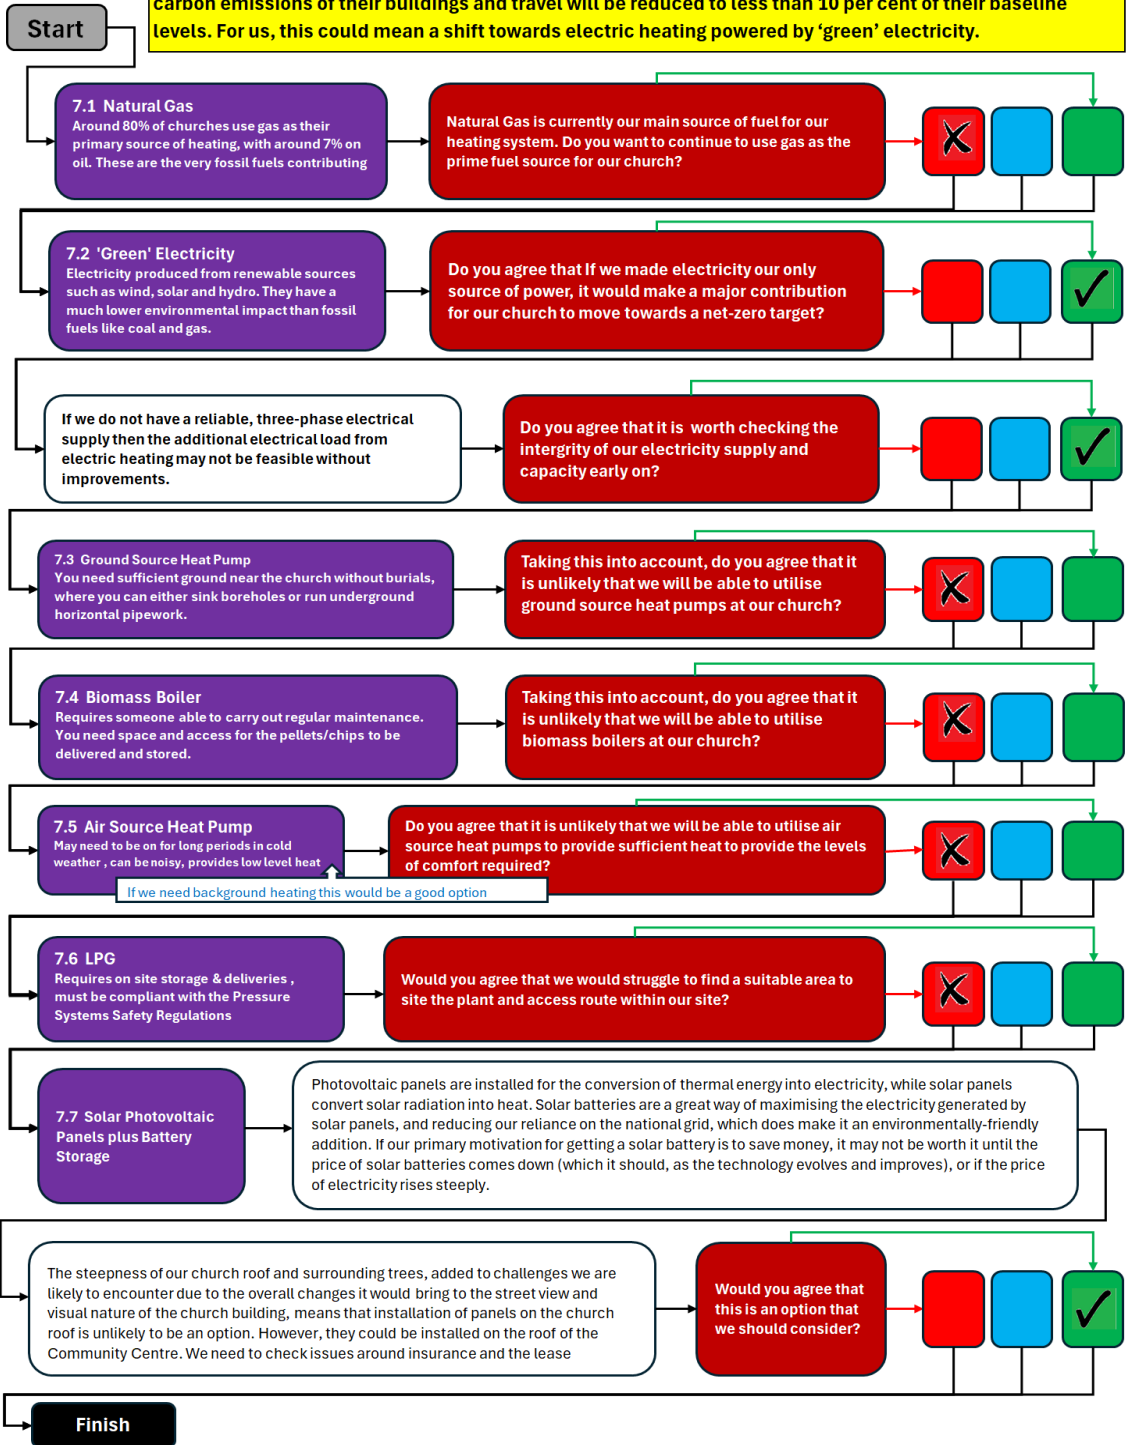 carbon emissions of their buildings and travel will be reduced to less than 10 per cent of their baseline
levels. For us, this could mean a shift towards electric heating powered by ‘green’ electricity.
Start
7.1 Natural Gas
Around 80% of churches use gas as their
primary source of heating, with around 7% on
oil. These are the very fossil fuels contributing
Natural Gas is currently our main source of fuel for our
heating system. Do you want to continue to use gas as the
prime fuel source for our church?
7.2 'Green' Electricity
Electricity produced from renewable sources
such as wind, solar and hydro. They have a
much lower environmental impact than fossil
fuels like coal and gas.
Do you agree that If we made electricity our only
source of power, it would make a major contribution
for our church to move towards a net-zero target?
If we do not have a reliable, three-phase electrical
supply then the additional electrical load from
electric heating may not be feasible without
improvements.
Do you agree that it is worth checking the
intergrity of our electricity supply and
capacity early on?
7.3 Ground Source Heat Pump
You need sufficient ground near the church without burials,
where you can either sink boreholes or run underground
horizontal pipework.
Taking this into account, do you agree that it
is unlikely that we will be able to utilise
ground source heat pumps at our church?
7.4 Biomass Boiler
Requires someone able to carry out regular maintenance.
You need space and access for the pellets/chips to be
delivered and stored.
Taking this into account, do you agree that it
is unlikely that we will be able to utilise
biomass boilers at our church?
7.5 Air Source Heat Pump
May need to be on for long periods in cold
weather , can be noisy, provides low level heat
If we need background heating this would be a good option
Do you agree that it is unlikely that we will be able to utilise air
source heat pumps to provide sufficient heat to provide the levels
of comfort required?
7.6 LPG
Requires on site storage & deliveries ,
must be compliant with the Pressure
Systems Safety Regulations
Would you agree that we would struggle to find a suitable area to
site the plant and access route within our site?
7.7 Solar Photovoltaic
Panels plus Battery
Storage
Photovoltaic panels are installed for the conversion of thermal energy into electricity, while solar panels
convert solar radiation into heat. Solar batteries are a great way of maximising the electricity generated by
solar panels, and reducing our reliance on the national grid, which does make it an environmentally-friendly
addition. If our primary motivation for getting a solar battery is to save money, it may not be worth it until the
price of solar batteries comes down (which it should, as the technology evolves and improves), or if the price
of electricity rises steeply.
The steepness of our church roof and surrounding trees, added to challenges we are
likely to encounter due to the overall changes it would bring to the street view and
visual nature of the church building, means that installation of panels on the church
roof is unlikely to be an option. However, they could be installed on the roof of the
Community Centre. We need to check issues around insurance and the lease
Would you agree that
this is an option that
we should consider?
Finish